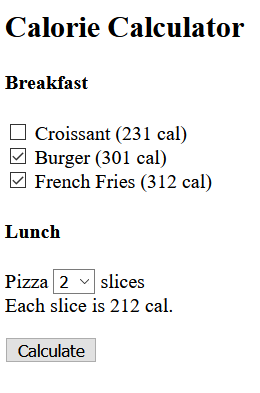 Calorie Calculator
Breakfast
Croissant (231 cal)
Burger (301 cal)
French Fries (312 cal)
Lunch
Pizza 2 slices
Each slice is 212 cal.
Calculate